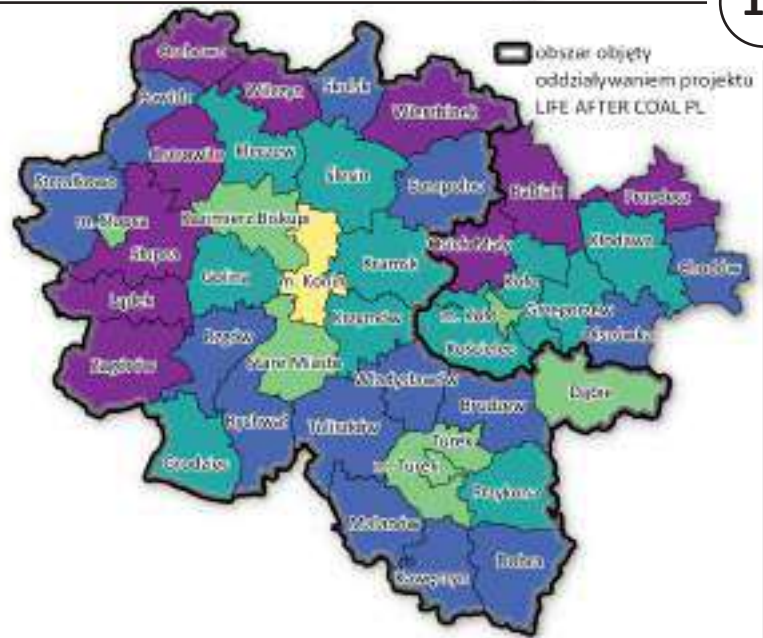 1
obszar objęty
oddziaływaniem projektu
LIFE AFTER COAL PL
Orchowo
Wilczyn
Skulsk
Wierzbinek
Powidz
Ostrowite
Kleczew
Ślesin
Sompolno
Babiak
Przedecz
Strzałkowo
m. Słupca
Kazimierz Biskupi
Słupca
Osiek Mały
Kłodawa
Chodów
Golina
m. Konin
Kramsk
Koło
Lądek
Krzymów
m. Koło
Grzegorzew
Olszówka
Rzgów
Kościelec
Zagórów
Stare Miasto
Władysławów
Dąbie
Brudzew
Rychwał
Tuliszków
Turek
Grodziec
m. Turek
Przykona
Malanów
Dobra
Kawęczyn